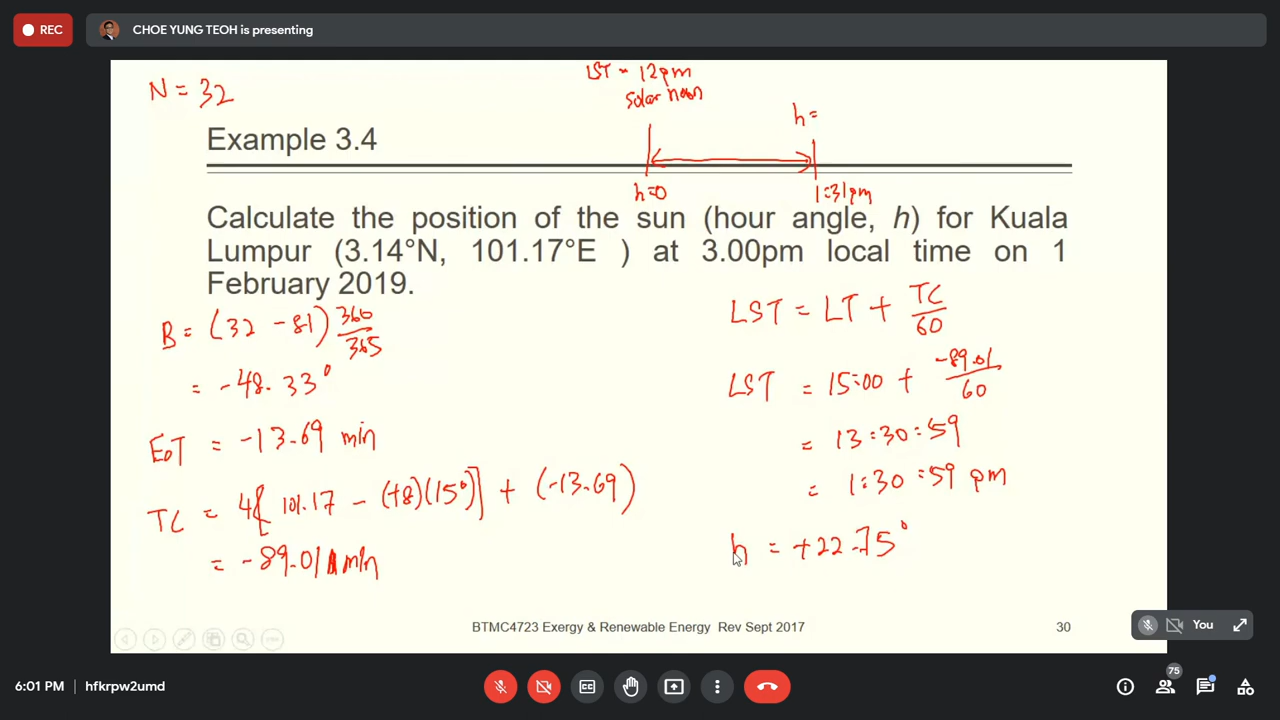 REC
CHOE YUNG TEOH is presenting
N = 32
LST = 12pm
solar noon
h =
Example 3.4
h=0
1:31pm
Calculate the position of the sun (hour angle, h) for Kuala
Lumpur (3.14°N, 101.17°E ) at 3.00pm local time on 1
February 2019.
B = (32 - 81) 360/365
= -48.33°
EoT = -13.69 min
TC = 4[101.17 - (+8)(15°)] + (-13.69)
= -89.01 min
LST = LT + TC/60
LST = 15:00 + -89.01/60
= 13:30:59
= 1:30:59 pm
h = +22.75°
BTMC4723 Exergy & Renewable Energy Rev Sept 2017
30
You
6:01 PM
hfkrpw2umd
CC
75